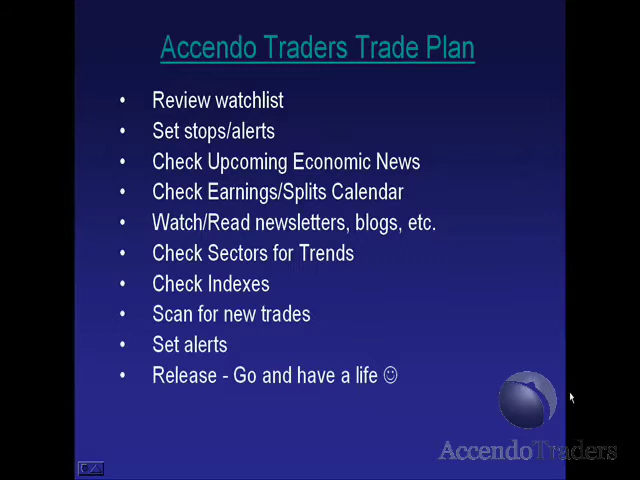 Accendo Traders Trade Plan
• Review watchlist
• Set stops/alerts
• Check Upcoming Economic News
• Check Earnings/Splits Calendar
• Watch/Read newsletters, blogs, etc.
• Check Sectors for Trends
• Check Indexes
• Scan for new trades
• Set alerts
• Release - Go and have a life ☺
AccendoTraders